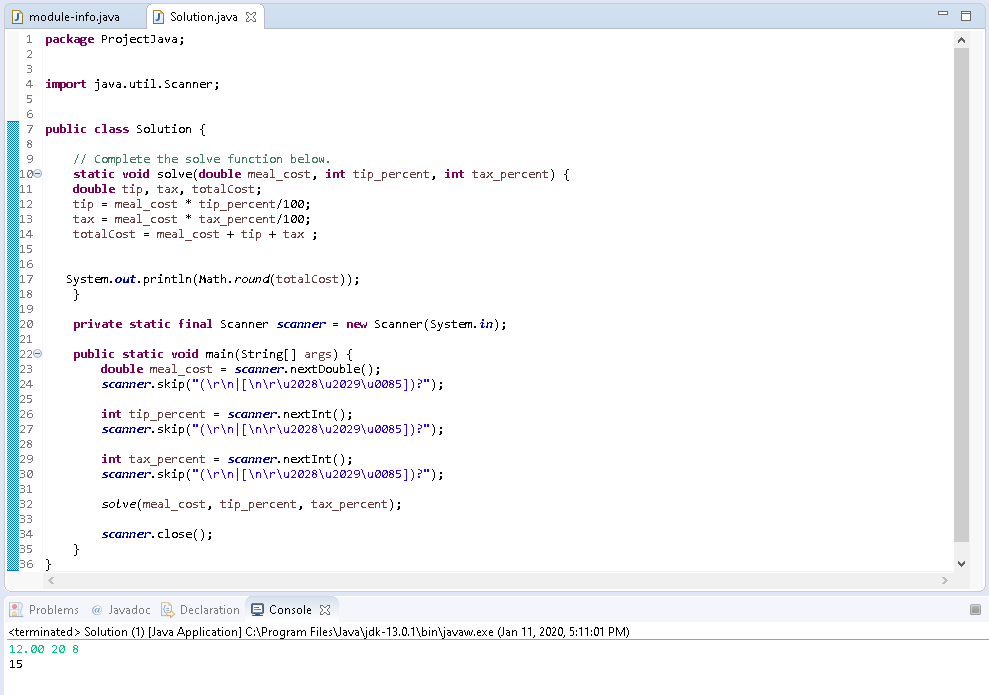 module-info.java Solution.java
1 package ProjectJava;
2
3
4 import java.util.Scanner;
5
6
7 public class Solution {
8
9 // Complete the solve function below.
10 static void solve(double meal_cost, int tip_percent, int tax_percent) {
11 double tip, tax, totalCost;
12 tip = meal_cost * tip_percent/100;
13 tax = meal_cost * tax_percent/100;
14 totalCost = meal_cost + tip + tax ;
15
16
17 System.out.println(Math.round(totalCost));
18 }
19
20 private static final Scanner scanner = new Scanner(System.in);
21
22 public static void main(String[] args) {
23 double meal_cost = scanner.nextDouble();
24 scanner.skip("(\r\n|[\n\r\u2028\u2029\u0085])?");
25
26 int tip_percent = scanner.nextInt();
27 scanner.skip("(\r\n|[\n\r\u2028\u2029\u0085])?");
28
29 int tax_percent = scanner.nextInt();
30 scanner.skip("(\r\n|[\n\r\u2028\u2029\u0085])?");
31
32 solve(meal_cost, tip_percent, tax_percent);
33
34 scanner.close();
35 }
36 }
Problems @ Javadoc Declaration Console
<terminated> Solution (1) [Java Application] C:\Program Files\Java\jdk-13.0.1\bin\javaw.exe (Jan 11, 2020, 5:11:01 PM)
12.00 20 8
15